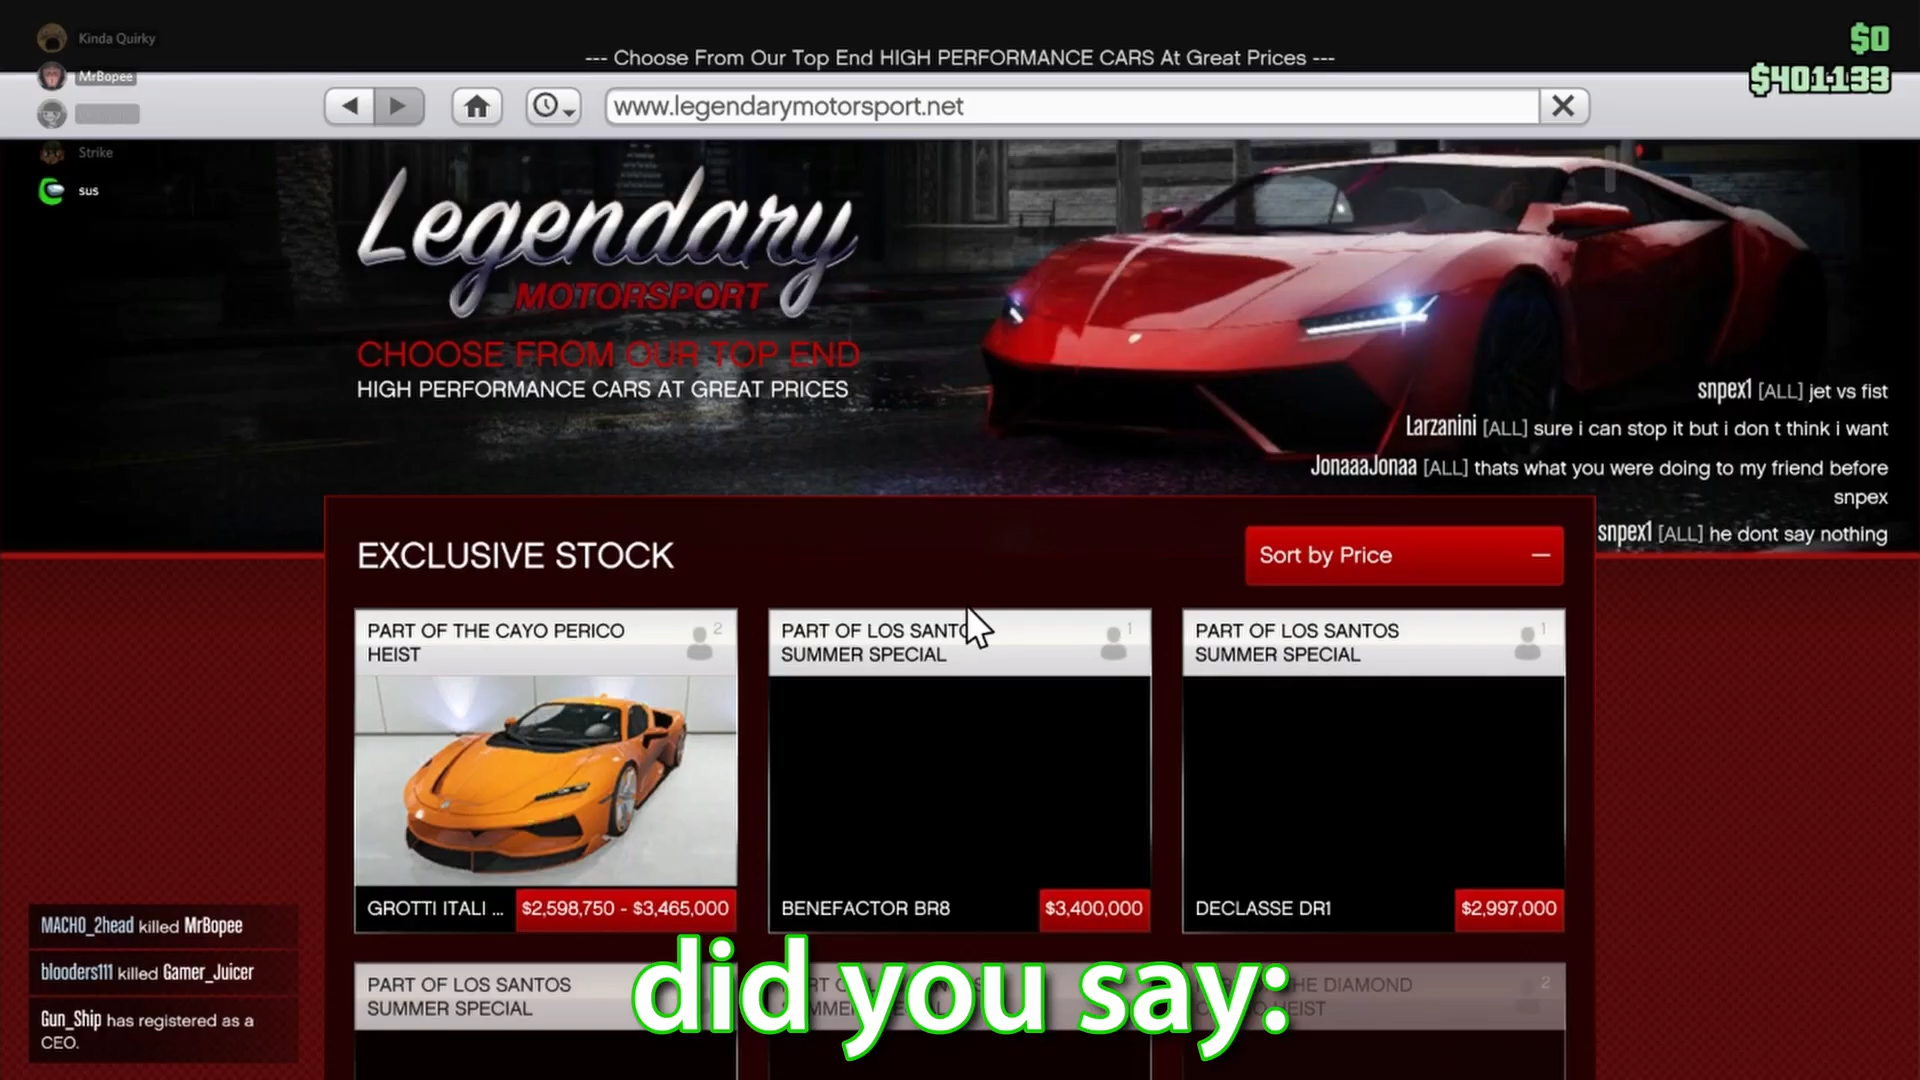 Kinda Quirky
MrBopee
Strike
sus
--- Choose From Our Top End HIGH PERFORMANCE CARS At Great Prices ---
$0
$401,133
www.legendarymotorsport.net
Legendary
MOTORSPORT
CHOOSE FROM OUR TOP END
HIGH PERFORMANCE CARS AT GREAT PRICES
snpex1 [ALL] jet vs fist
Larzanini [ALL] sure i can stop it but i don t think i want
JonaaaJonaa [ALL] thats what you were doing to my friend before
snpex
snpex1 [ALL] he dont say nothing
EXCLUSIVE STOCK
Sort by Price
PART OF THE CAYO PERICO
HEIST
2
PART OF LOS SANTO
SUMMER SPECIAL
1
PART OF LOS SANTOS
SUMMER SPECIAL
1
GROTTI ITALI ...
$2,598,750 - $3,465,000
BENEFACTOR BR8
$3,400,000
DECLASSE DR1
$2,997,000
MACHO_2head killed MrBopee
blooders111 killed Gamer_Juicer
Gun_Ship has registered as a
CEO.
PART OF LOS SANTOS
SUMMER SPECIAL
THE DIAMOND
HEIST
2
did you say: